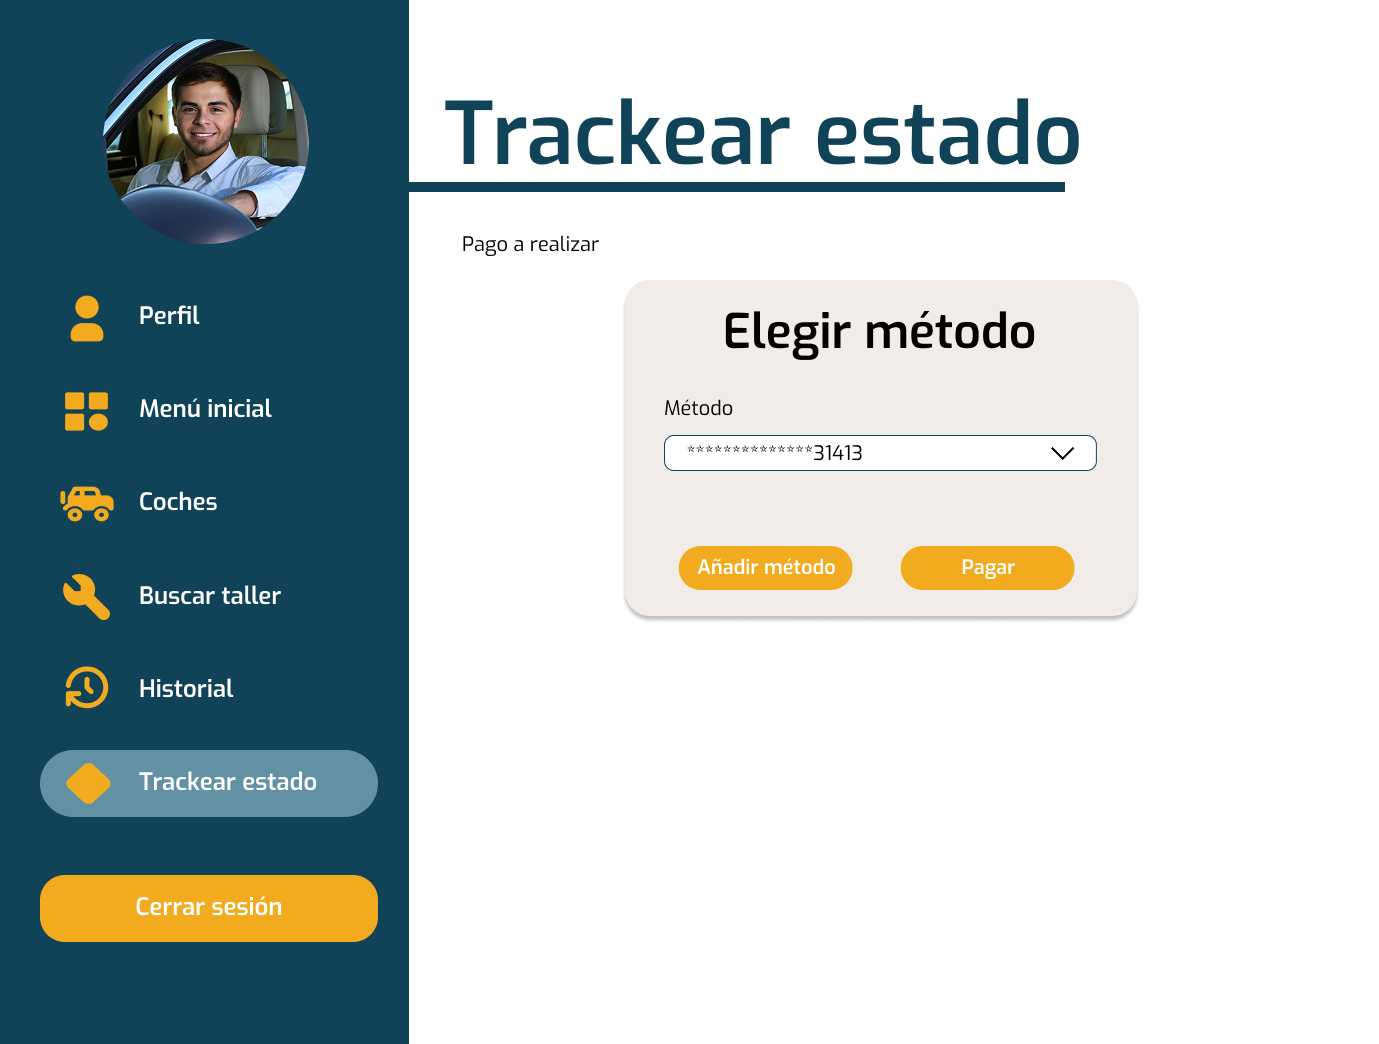 Perfil
Menú inicial
Coches
Buscar taller
Historial
Trackear estado
Cerrar sesión
Trackear estado
Pago a realizar
Elegir método
Método
**************31413
Añadir método
Pagar